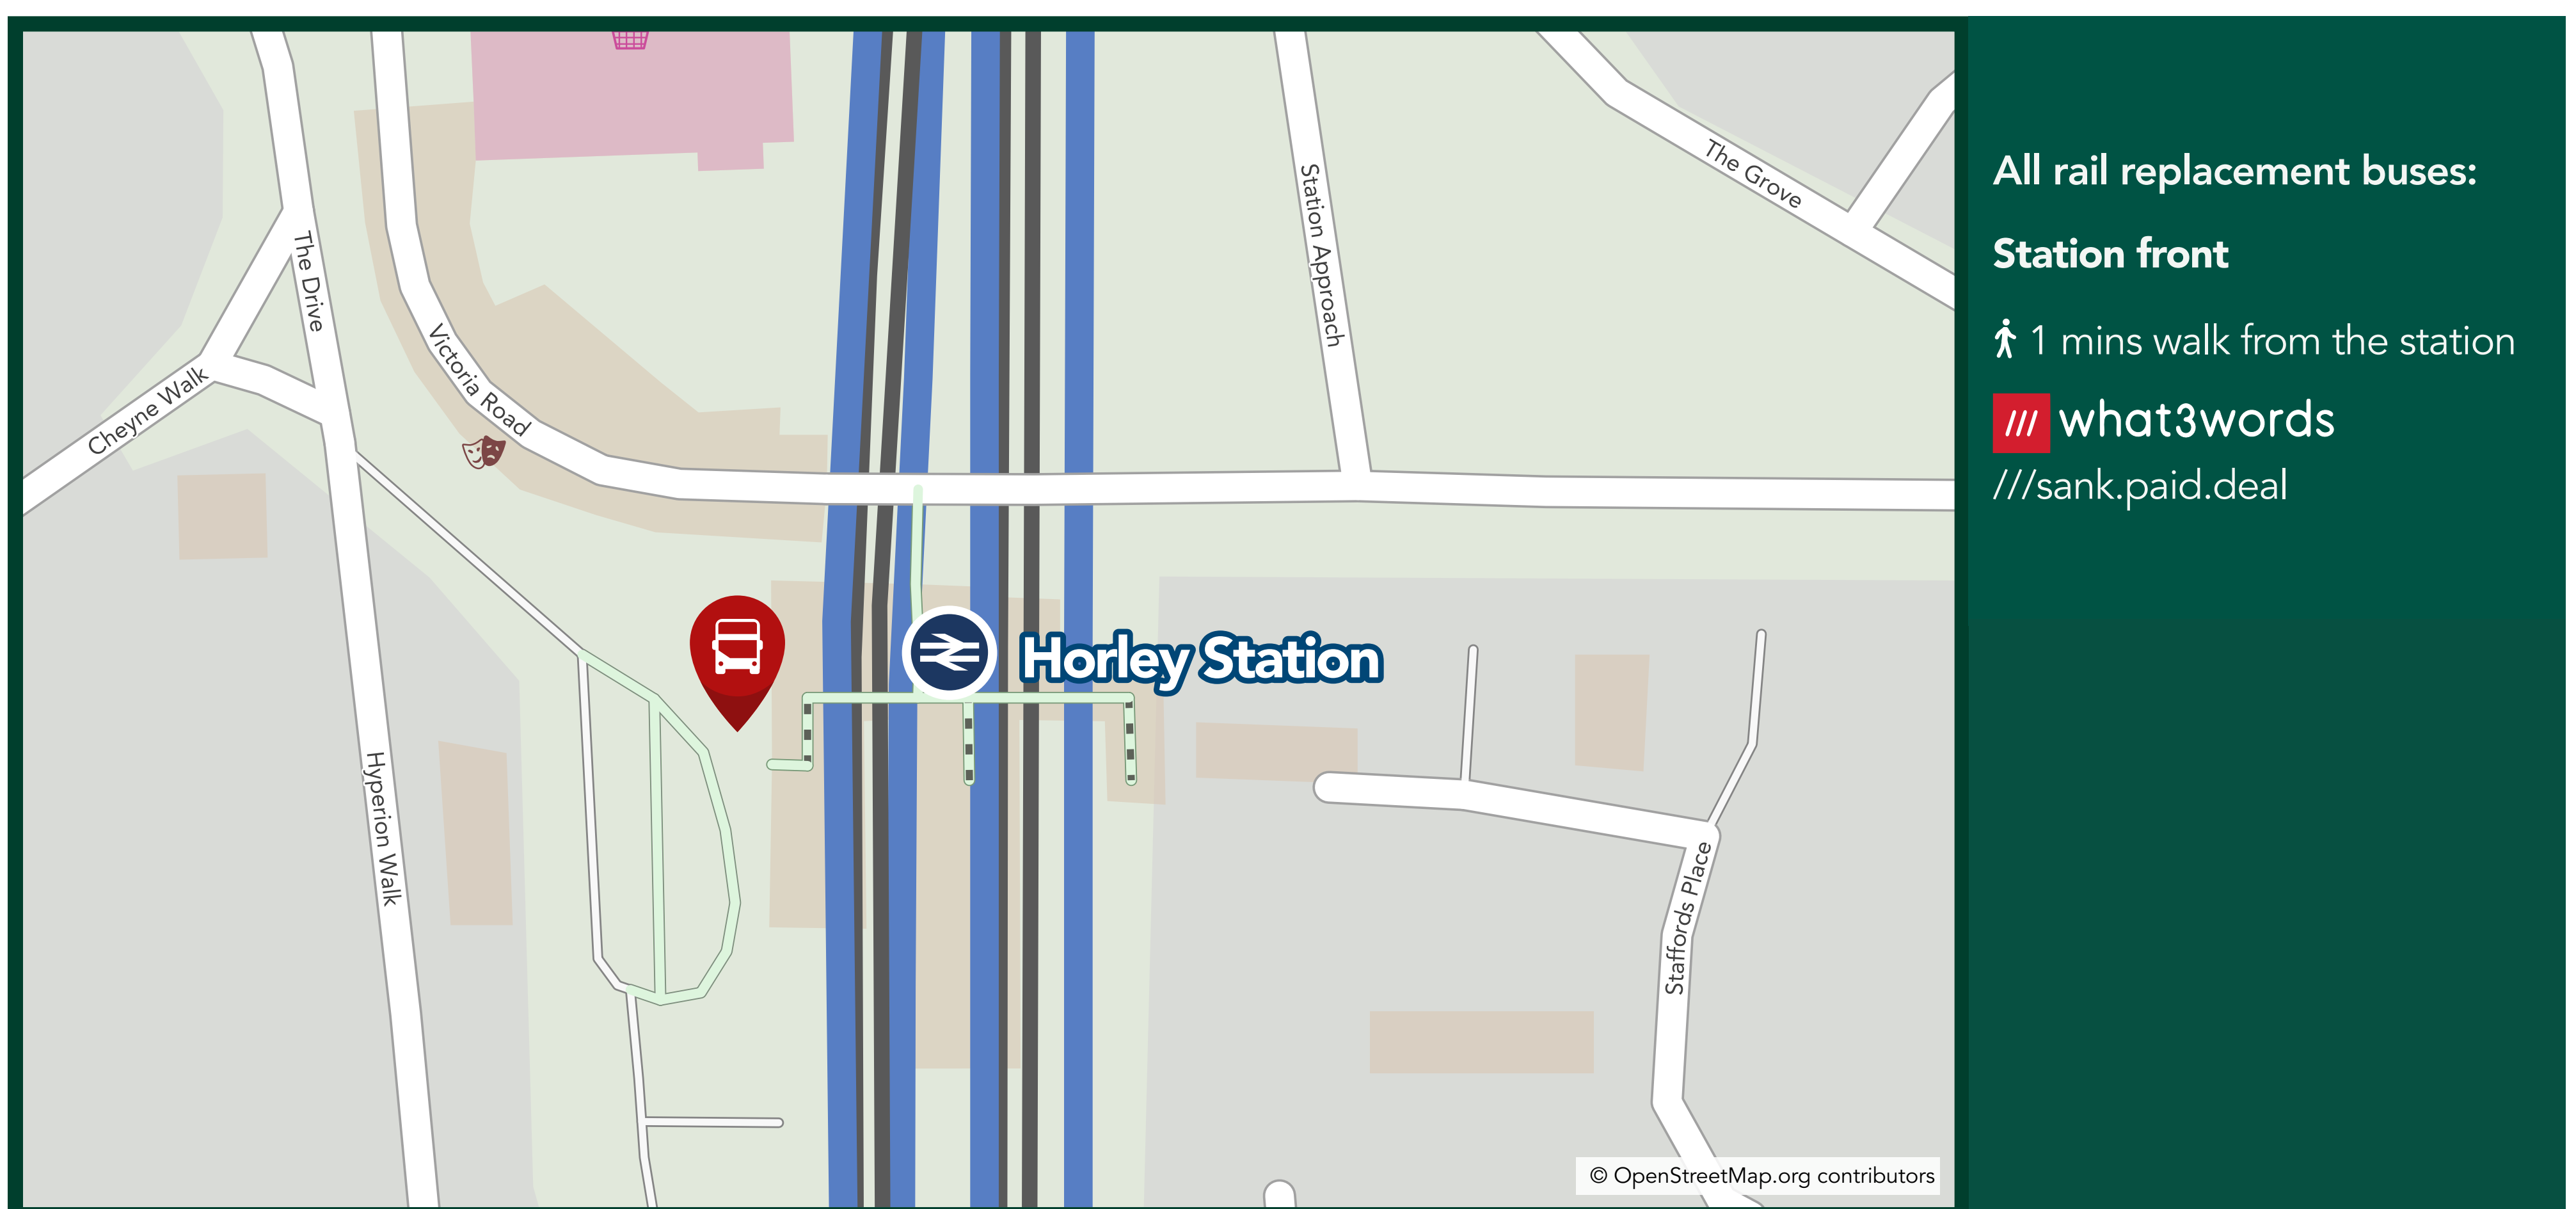 The Drive
Cheyne Walk
Victoria Road
Station Approach
The Grove
Horley Station
Hyperion Walk
Staffords Place
© OpenStreetMap.org contributors
All rail replacement buses:
Station front
1 mins walk from the station
/// what3words
///sank.paid.deal